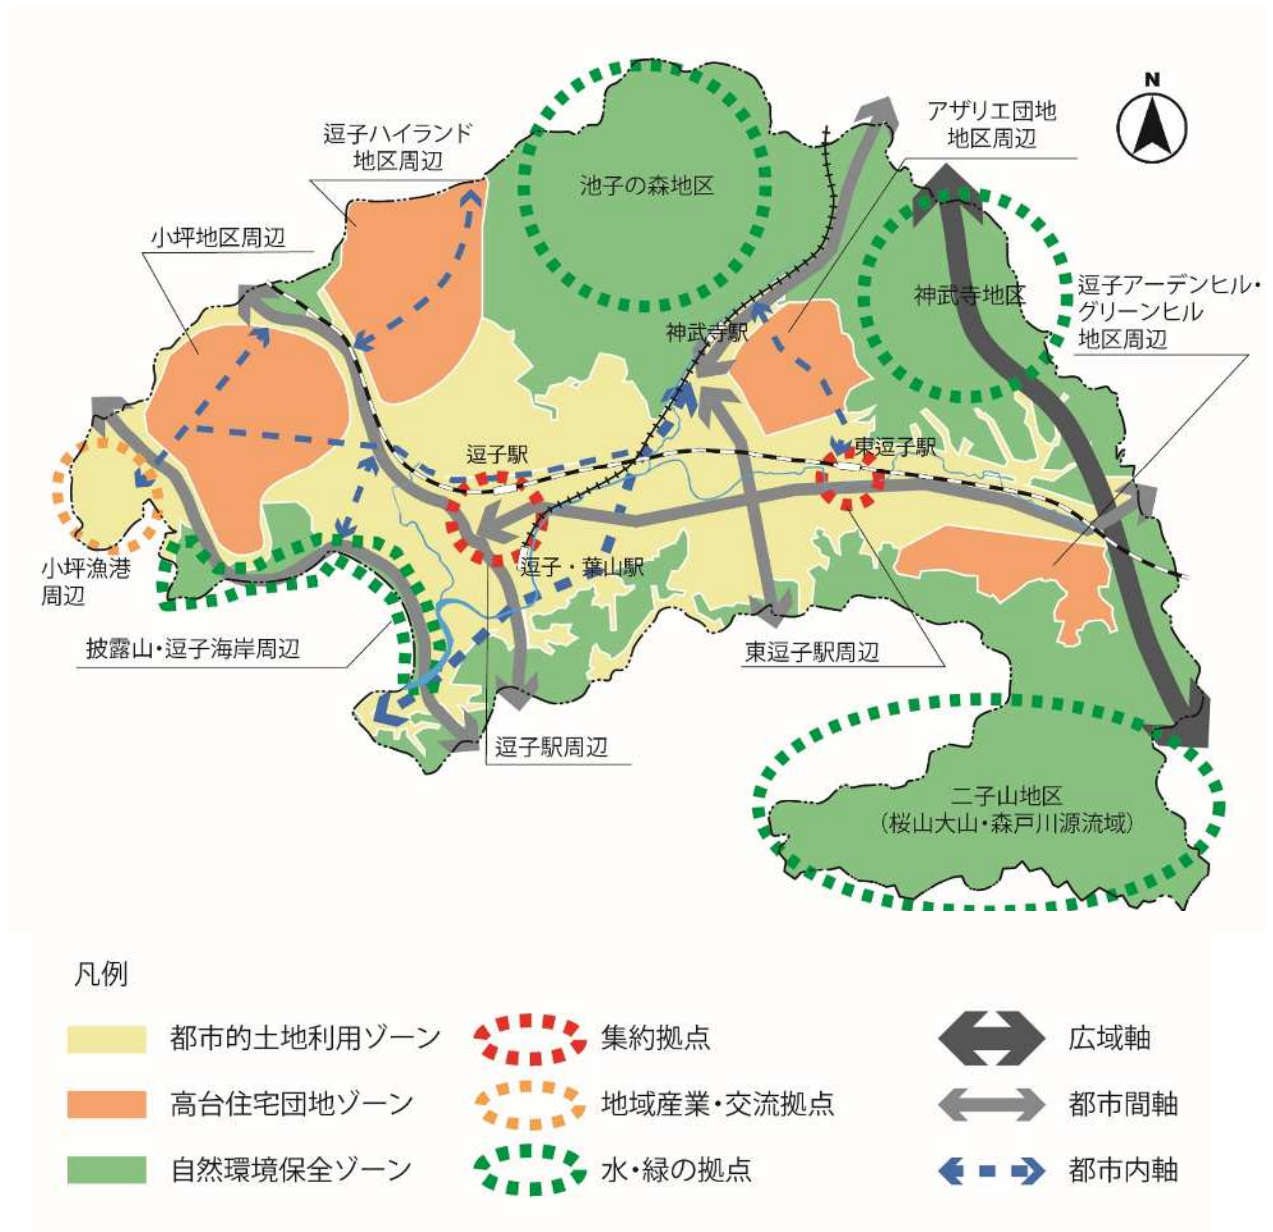 N
アザリエ団地
地区周辺
逗子ハイランド
地区周辺
池子の森地区
小坪地区周辺
神武寺地区
逗子アーデンヒル・
グリーンヒル
地区周辺
神武寺駅
逗子駅
東逗子駅
小坪漁港
周辺
逗子・葉山駅
披露山・逗子海岸周辺
東逗子駅周辺
逗子駅周辺
二子山地区
(桜山大山・森戸川源流域)
凡例
都市的土地利用ゾーン
集約拠点
広域軸
高台住宅団地ゾーン
地域産業・交流拠点
都市間軸
自然環境保全ゾーン
水・緑の拠点
都市内軸